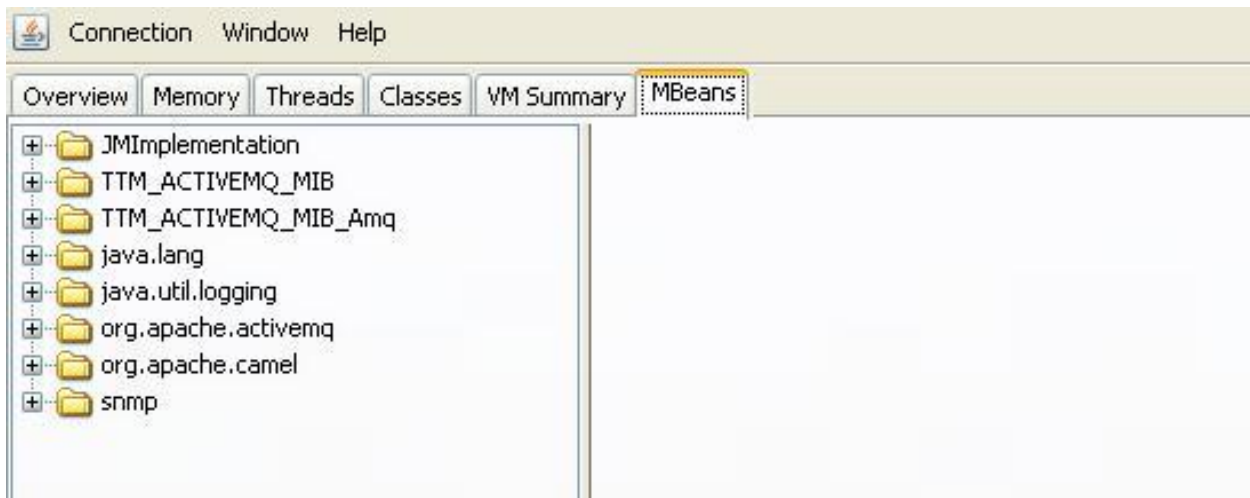 Connection Window Help
Overview Memory Threads Classes VM Summary MBeans
JMImplementation
TTM_ACTIVEMQ_MIB
TTM_ACTIVEMQ_MIB_Amq
java.lang
java.util.logging
org.apache.activemq
org.apache.camel
snmp